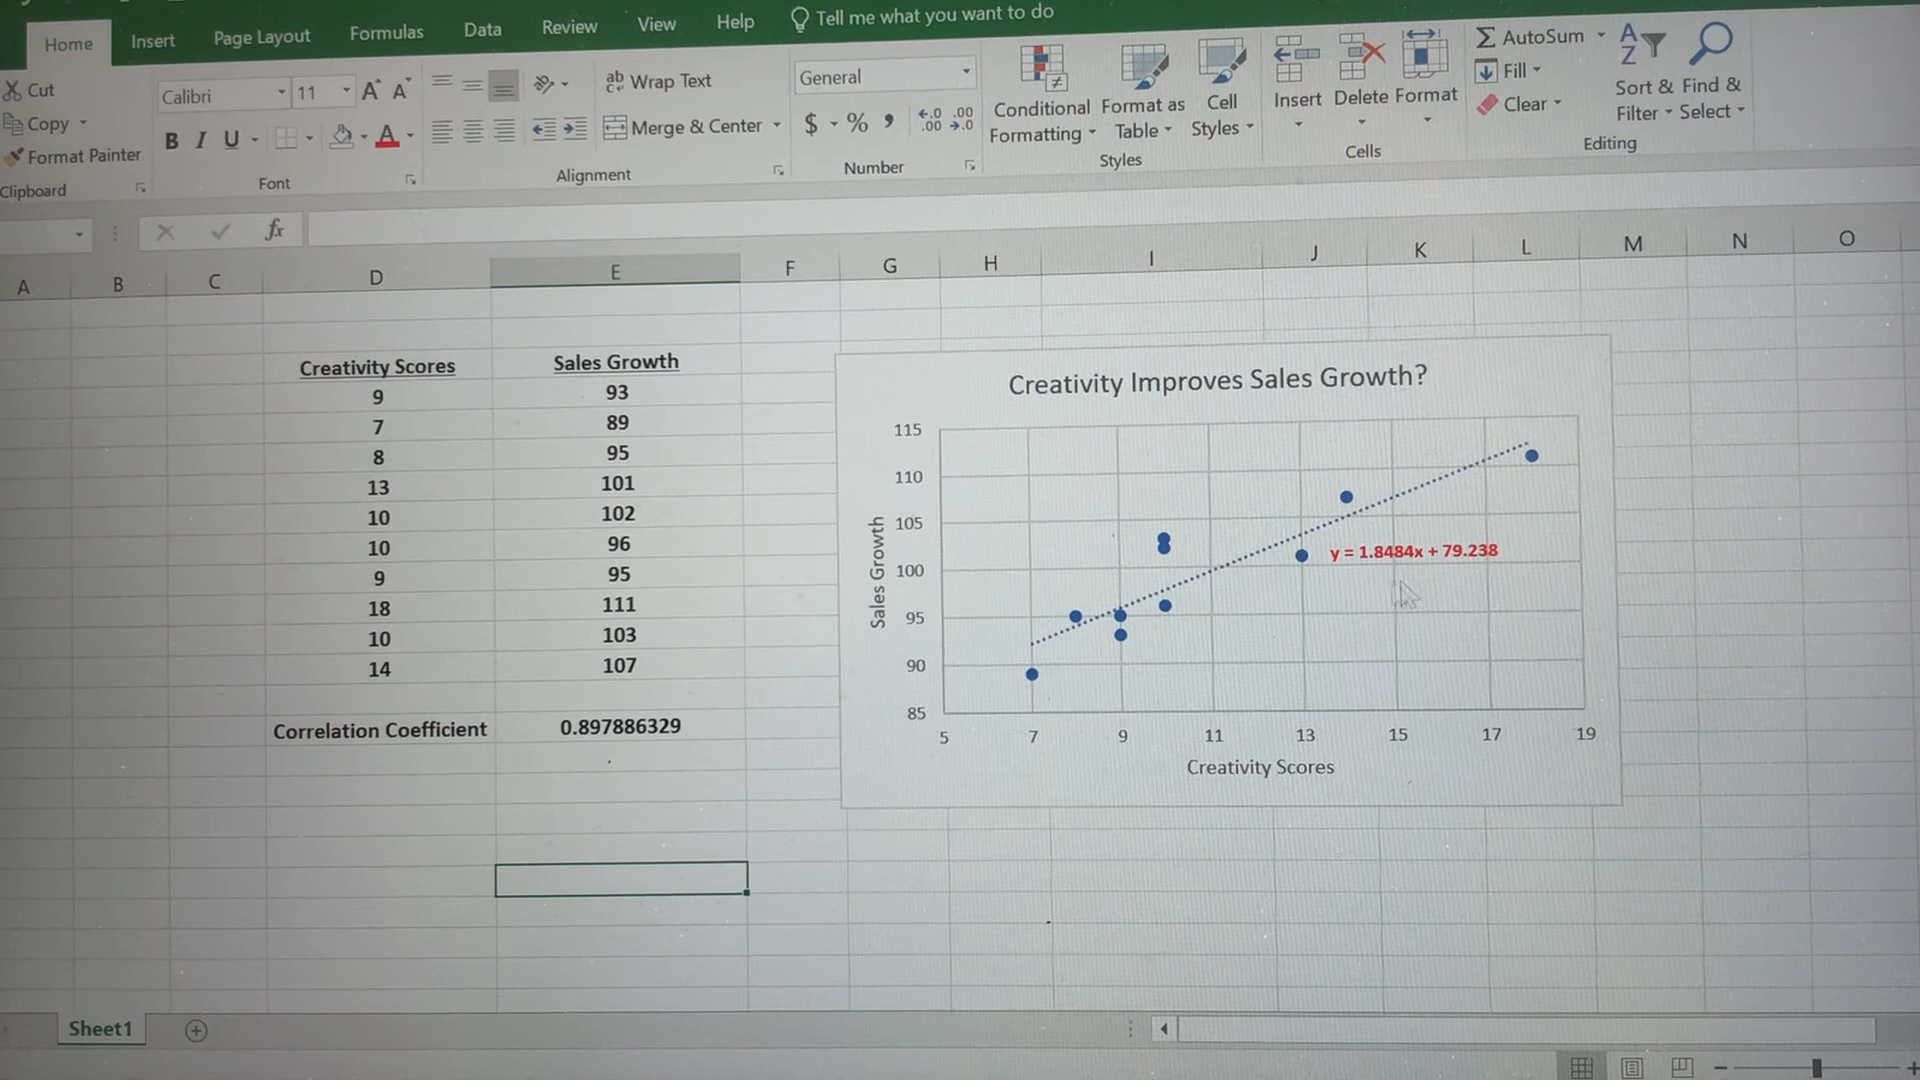 Home Insert Page Layout Formulas Data Review View Help Tell me what you want to do
Cut
Copy
Format Painter
Clipboard
Calibri 11 A A
B I U A
Font
ab Wrap Text
Merge & Center
Alignment
General
$ % , .0 .00 .00 .0
Number
Conditional Formatting
Format as Table
Cell Styles
Styles
Insert Delete Format
Cells
AutoSum
Fill
Clear
Sort & Filter
Find & Select
Editing
fx
A B C D E F G H I J K L M N O
Creativity Scores Sales Growth
9 93
7 89
8 95
13 101
10 102
10 96
9 95
18 111
10 103
14 107
Correlation Coefficient 0.897886329
Creativity Improves Sales Growth?
115
110
105
100
95
90
85
Sales Growth
y = 1.8484x + 79.238
5 7 9 11 13 15 17 19
Creativity Scores
Sheet1